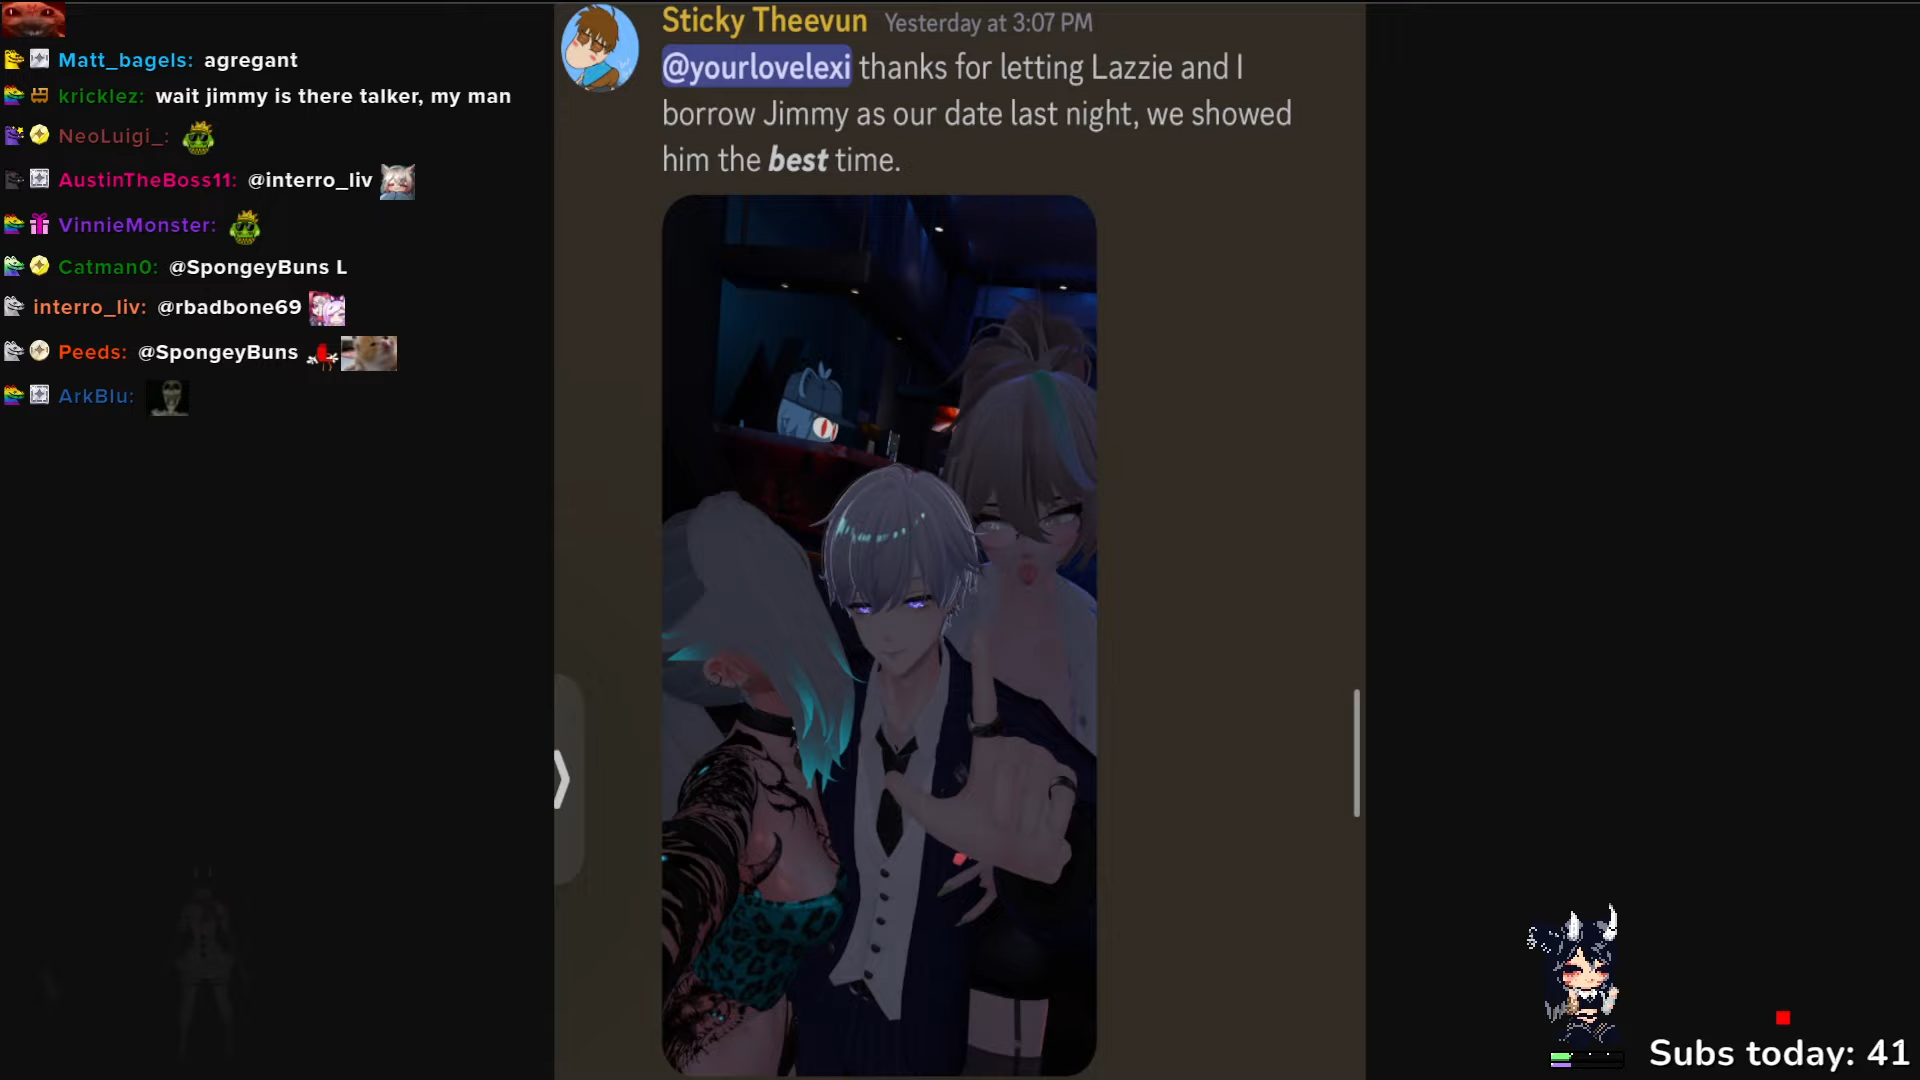 Matt_bagels: agregant
kricklez: wait jimmy is there talker, my man
NeoLuigi_:
AustinTheBoss11: @interro_liv
VinnieMonster:
Catman0: @SpongeyBuns L
interro_liv: @rbadbone69
Peeds: @SpongeyBuns
ArkBlu:
Sticky Theevun Yesterday at 3:07 PM
@yourlovelexi thanks for letting Lazzie and I
borrow Jimmy as our date last night, we showed
him the best time.
Subs today: 41